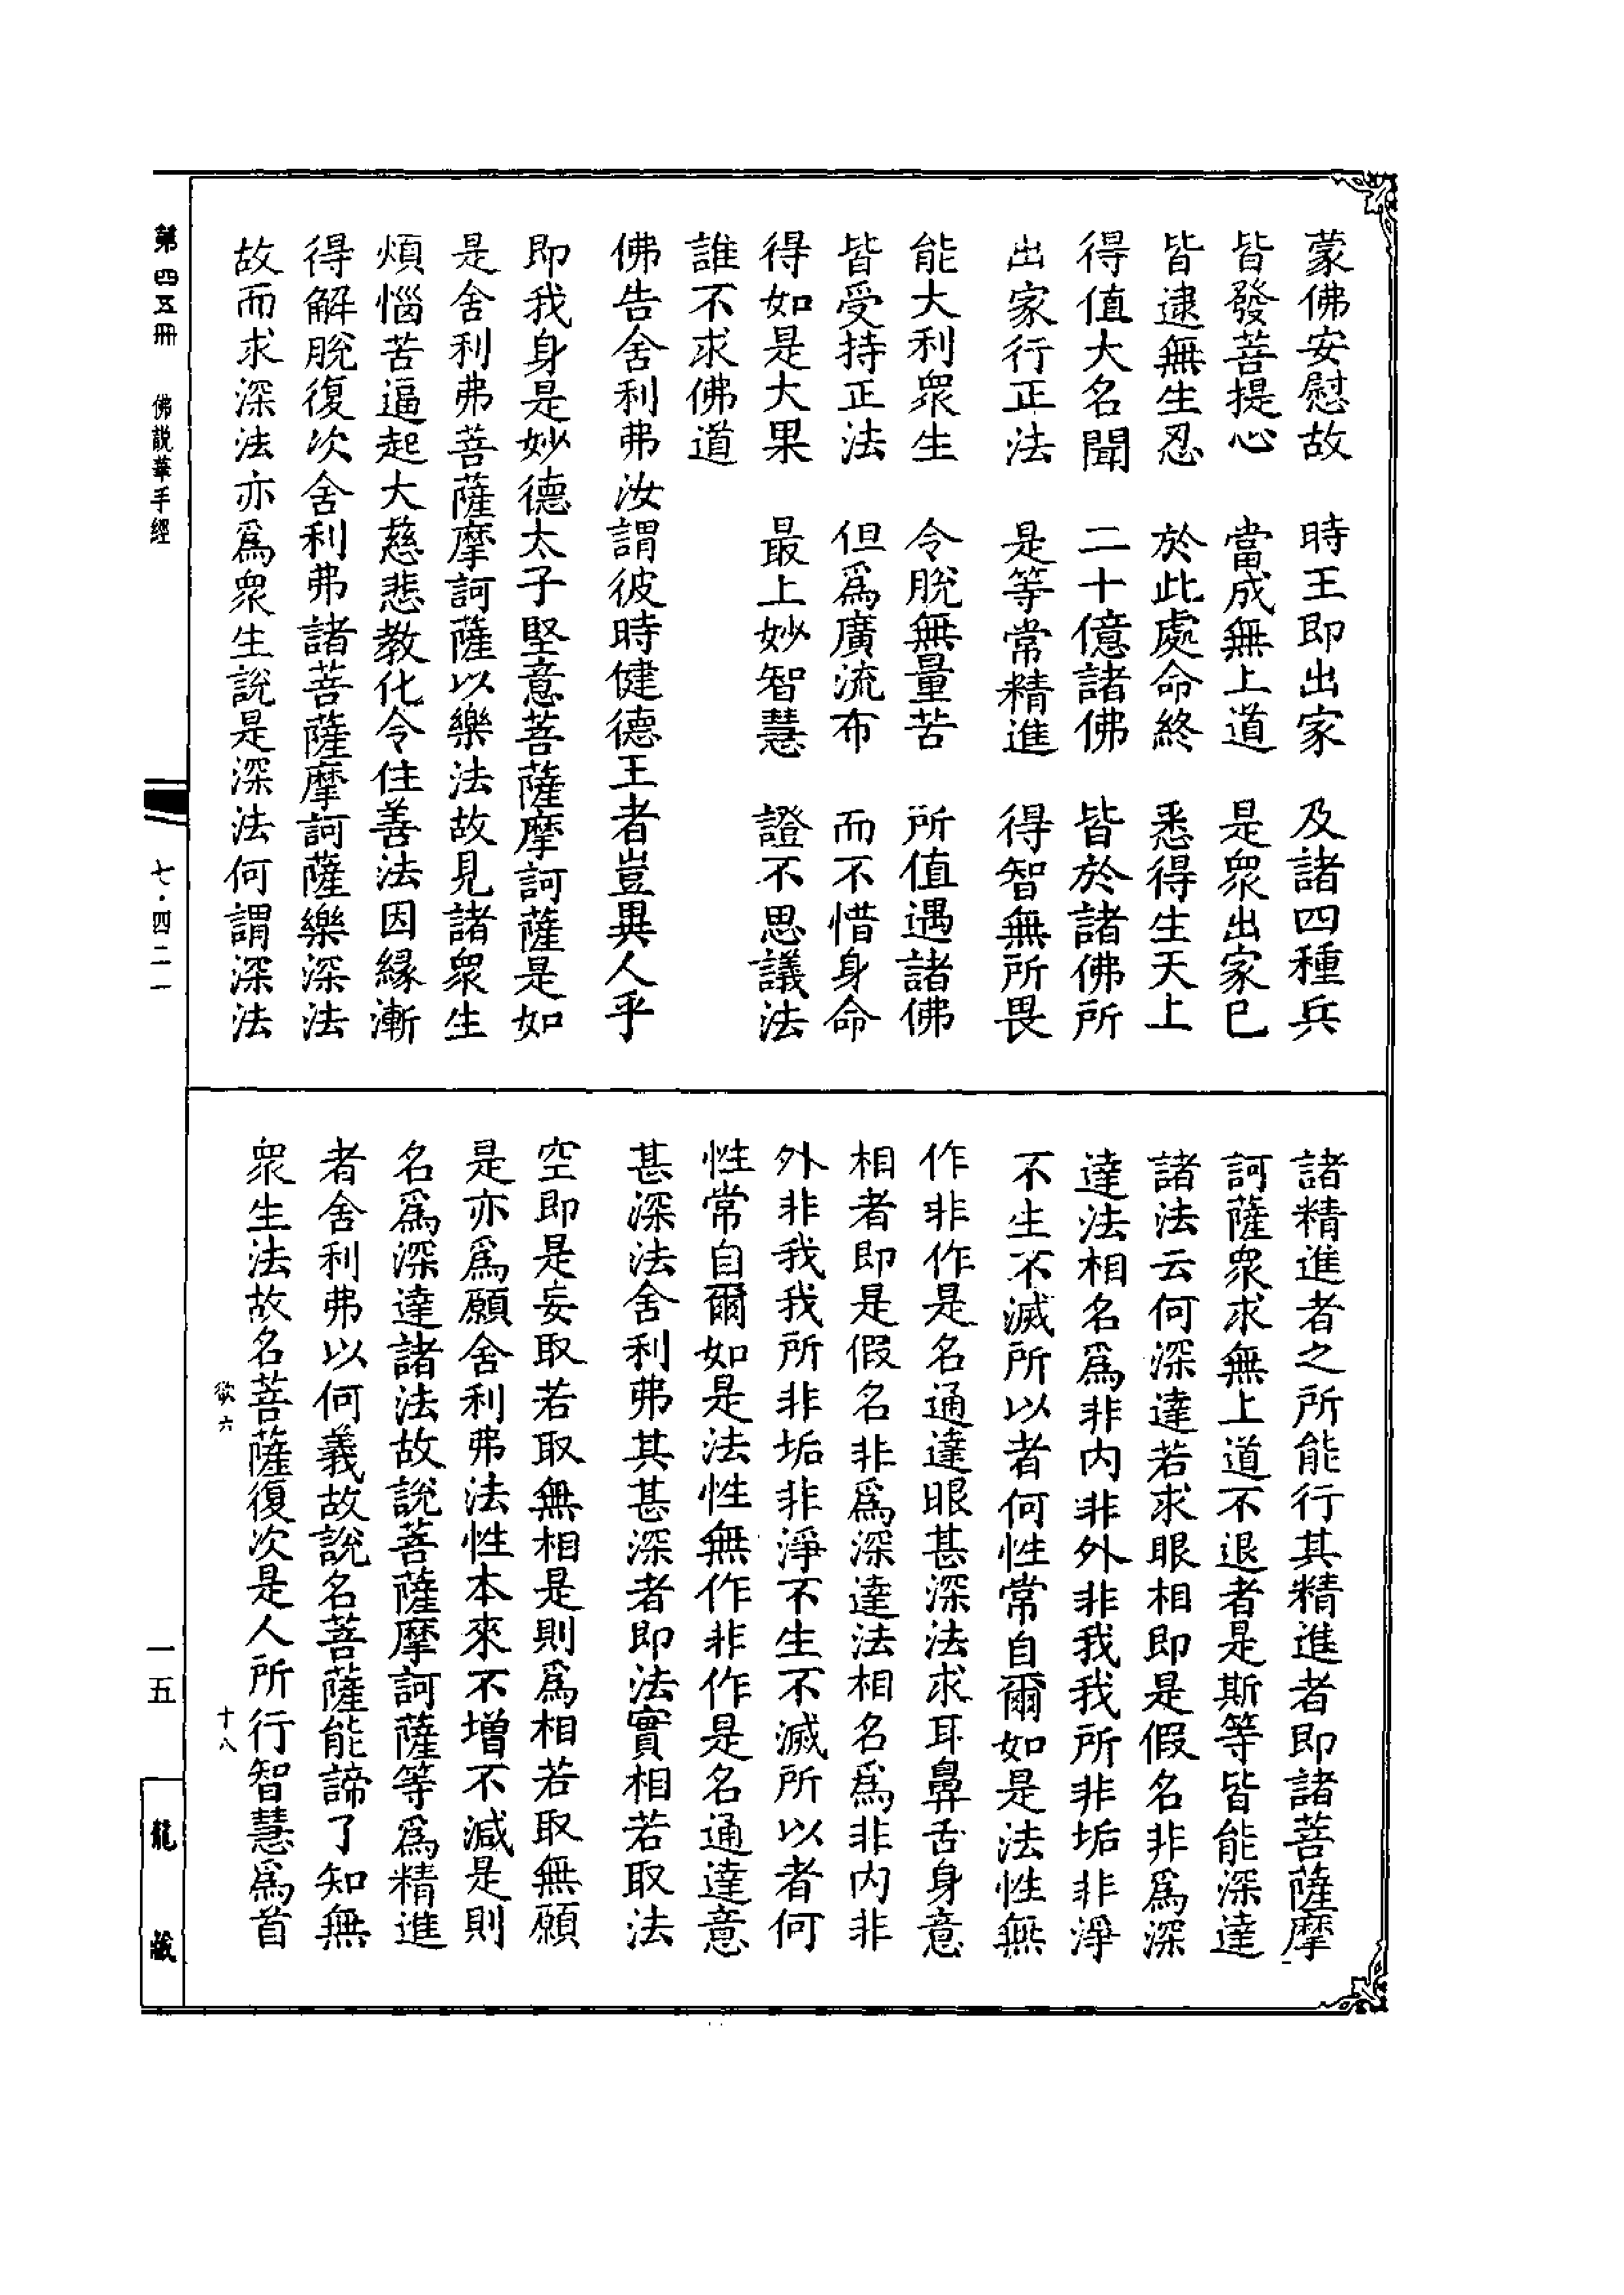 蒙佛安慰故　時王即出家　及諸四種兵
皆發菩提心　當成無上道　是眾出家已
皆逮無生忍　於此處命終　悉得生天上
得值大名聞　二十億諸佛　皆於諸佛所
出家行正法　是等常精進　得智無所畏
能大利眾生　令脫無量苦　所值遇諸佛
皆受持正法　但爲廣流布　而不惜身命
得如是大果　最上妙智慧　證不思議法
誰不求佛道
佛告舍利弗汝謂彼時健德王者豈異人乎
即我身是妙德太子堅意菩薩摩訶薩是如
是舍利弗菩薩摩訶薩以樂法故見諸眾生
煩惱苦逼起大慈悲教化令住善法因緣漸
得解脫復次舍利弗諸菩薩摩訶薩樂深法
故而求深法亦爲眾生說是深法何謂深法
諸精進者之所能行其精進者即諸菩薩摩
訶薩眾求無上道不退者是斯等皆能深達
諸法云何深達若求眼相即是假名非爲深
達法相名爲非內非外非我我所非垢非淨
不生不滅所以者何性常自爾如是法性無
作非作是名通達眼甚深法求耳鼻舌身意
相者即是假名非爲深達法相名爲非內非
外非我我所非垢非淨不生不滅所以者何
性常自爾如是法性無作非作是名通達意
甚深法舍利弗其甚深者即法實相若取法
空即是妄取若取無相是則爲相若取無願
是亦爲願舍利弗法性本來不增不減是則
名爲深達諸法故說菩薩摩訶薩等爲精進
者舍利弗以何義故說名菩薩能諦了知無
眾生法故名菩薩復次是人所行智慧爲首
欲六　十八
第四五冊　佛說華手經　七·四二一　一五　龍藏